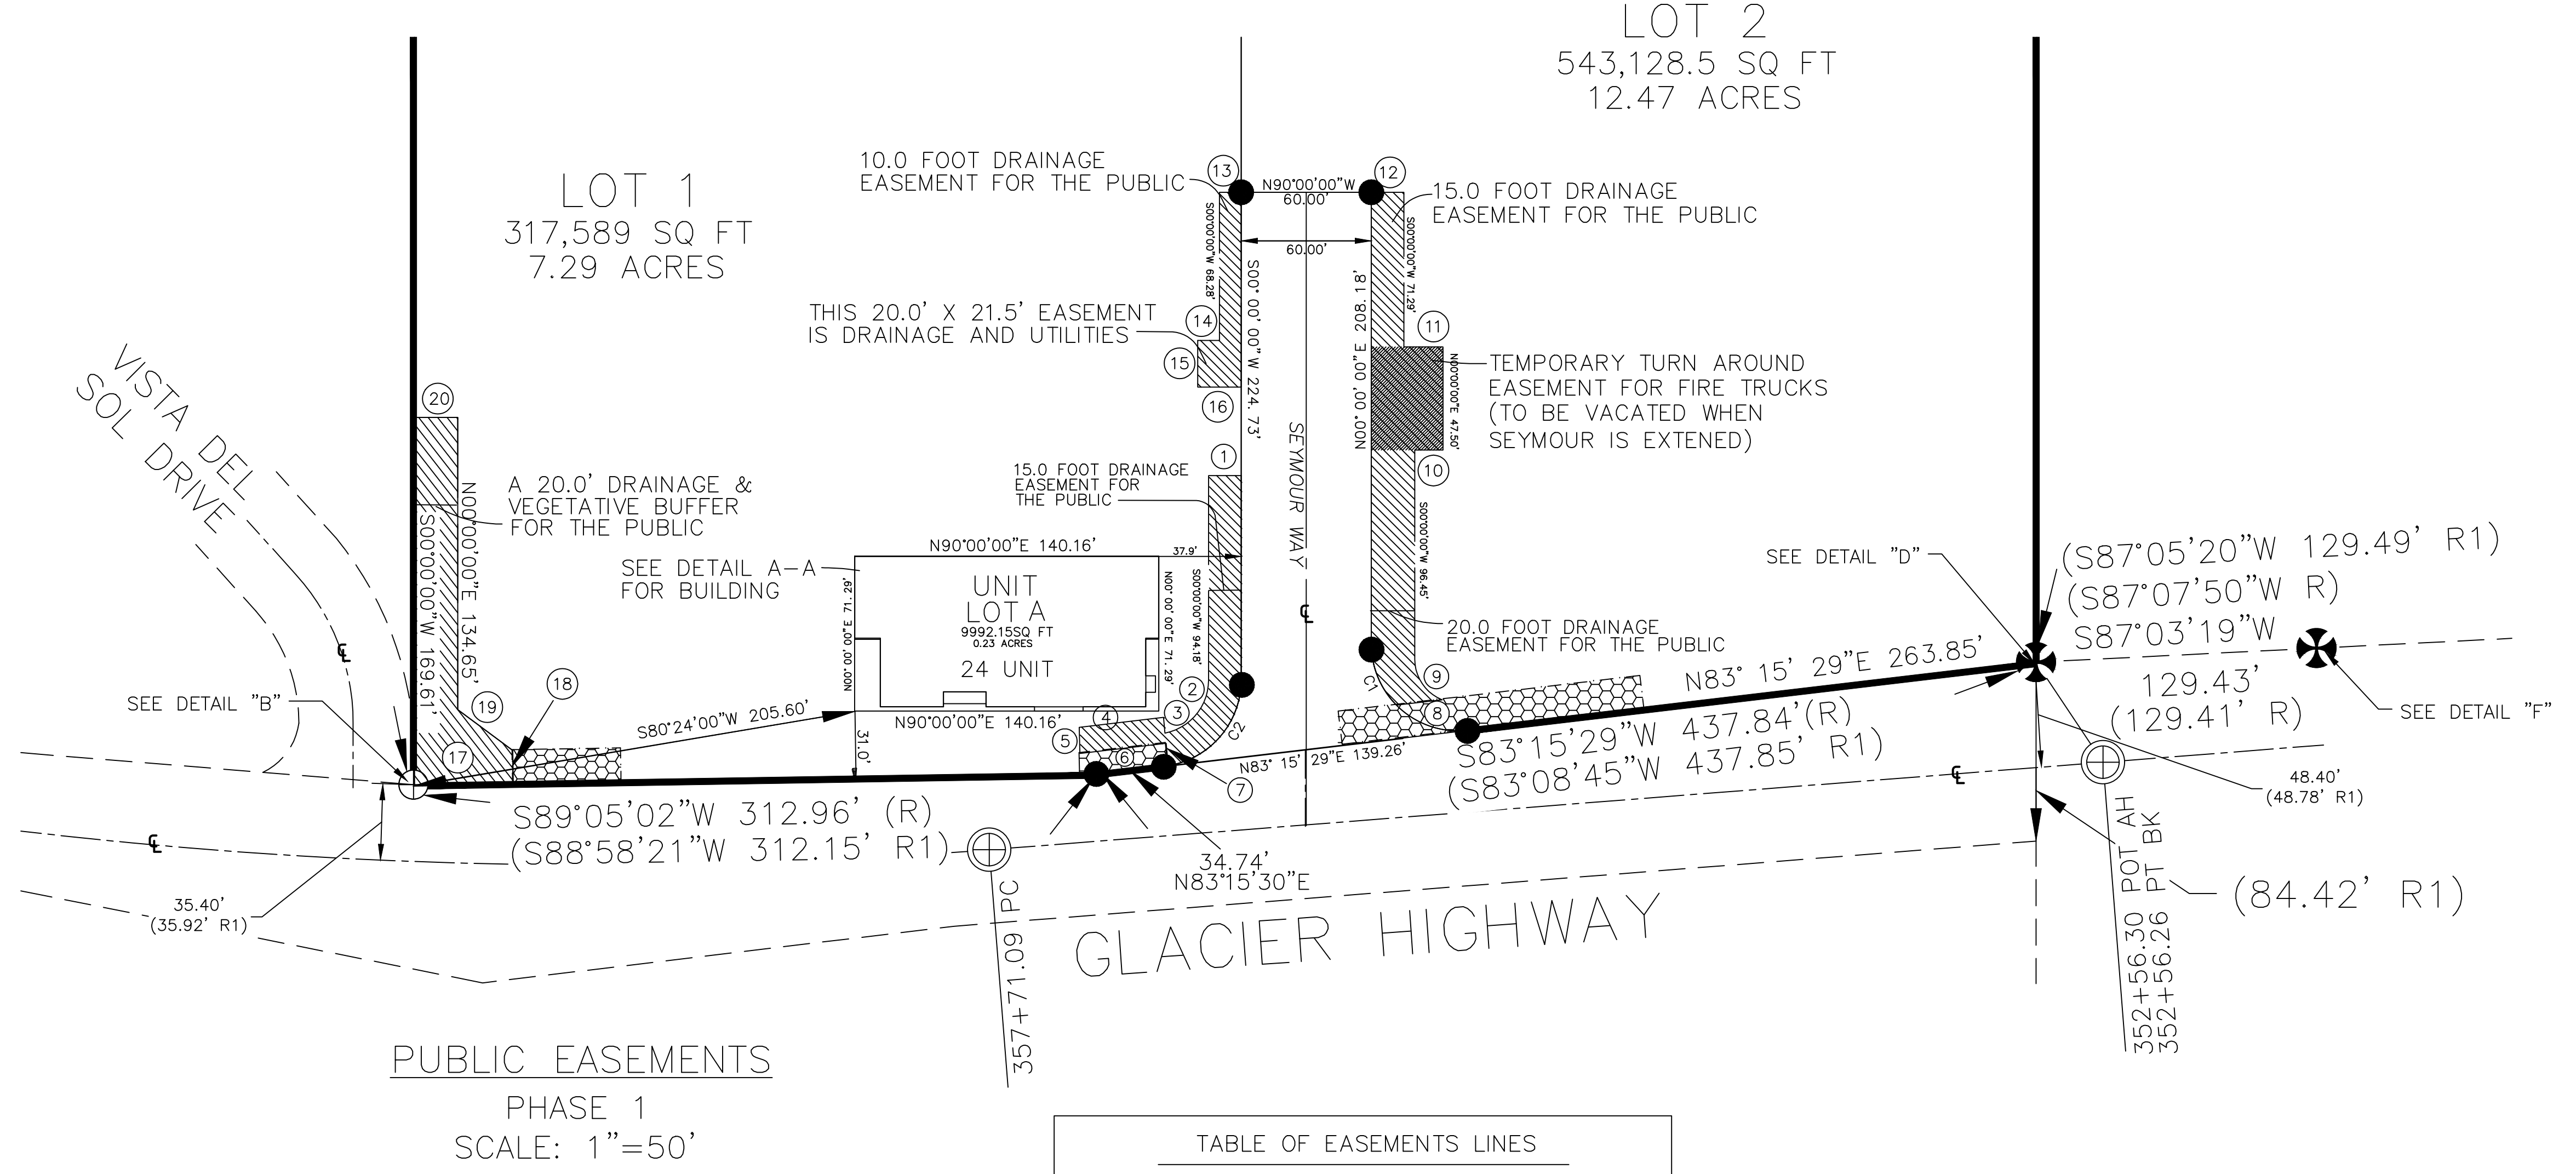 LOT 2
543,128.5 SQ FT
12.47 ACRES
LOT 1
317,589 SQ FT
7.29 ACRES
10.0 FOOT DRAINAGE
EASEMENT FOR THE PUBLIC
13
N90°00'00"W
60.00'
12
15.0 FOOT DRAINAGE
EASEMENT FOR THE PUBLIC
60.00'
S00°00'00"W 68.28'
S00°00'00"W 71.29'
S00° 00' 00"W 224.73'
N00° 00' 00"E 208.18'
THIS 20.0' X 21.5' EASEMENT
IS DRAINAGE AND UTILITIES
14
15
16
11
TEMPORARY TURN AROUND
EASEMENT FOR FIRE TRUCKS
(TO BE VACATED WHEN
SEYMOUR IS EXTENED)
N00°00'00"E 47.50'
10
SEYMOUR WAY
VISTA DEL
SOL DRIVE
20
A 20.0' DRAINAGE &
VEGETATIVE BUFFER
FOR THE PUBLIC
N00°00'00"E 134.65'
S00°00'00"W 169.61'
1
15.0 FOOT DRAINAGE
EASEMENT FOR
THE PUBLIC
SEE DETAIL A-A
FOR BUILDING
N90°00'00"E 140.16'
37.9'
UNIT
LOT A
9992.15SQ FT
0.23 ACRES
24 UNIT
N00° 00' 00"E 71.29'
N00° 00' 00"E 71.29'
S00°00'00"W 94.18'
S00°00'00"W 96.45'
20.0 FOOT DRAINAGE
EASEMENT FOR THE PUBLIC
N90°00'00"E 140.16'
SEE DETAIL "B"
18
19
17
S80°24'00"W 205.60'
31.0'
2
3
4
5
6
7
C2
C1
9
8
N83° 15' 29"E 139.26'
N83° 15' 29"E 263.85'
S83°15'29"W 437.84'(R)
(S83°08'45"W 437.85' R1)
SEE DETAIL "D"
(S87°05'20"W 129.49' R1)
(S87°07'50"W R)
S87°03'19"W
129.43'
(129.41' R)
SEE DETAIL "F"
48.40'
(48.78' R1)
(84.42' R1)
S89°05'02"W 312.96' (R)
(S88°58'21"W 312.15' R1)
34.74'
N83°15'30"E
35.40'
(35.92' R1)
GLACIER HIGHWAY
357+71.09 PC
352+56.30 POT AH
352+56.26 PT BK
PUBLIC EASEMENTS
PHASE 1
SCALE: 1"=50'
TABLE OF EASEMENTS LINES